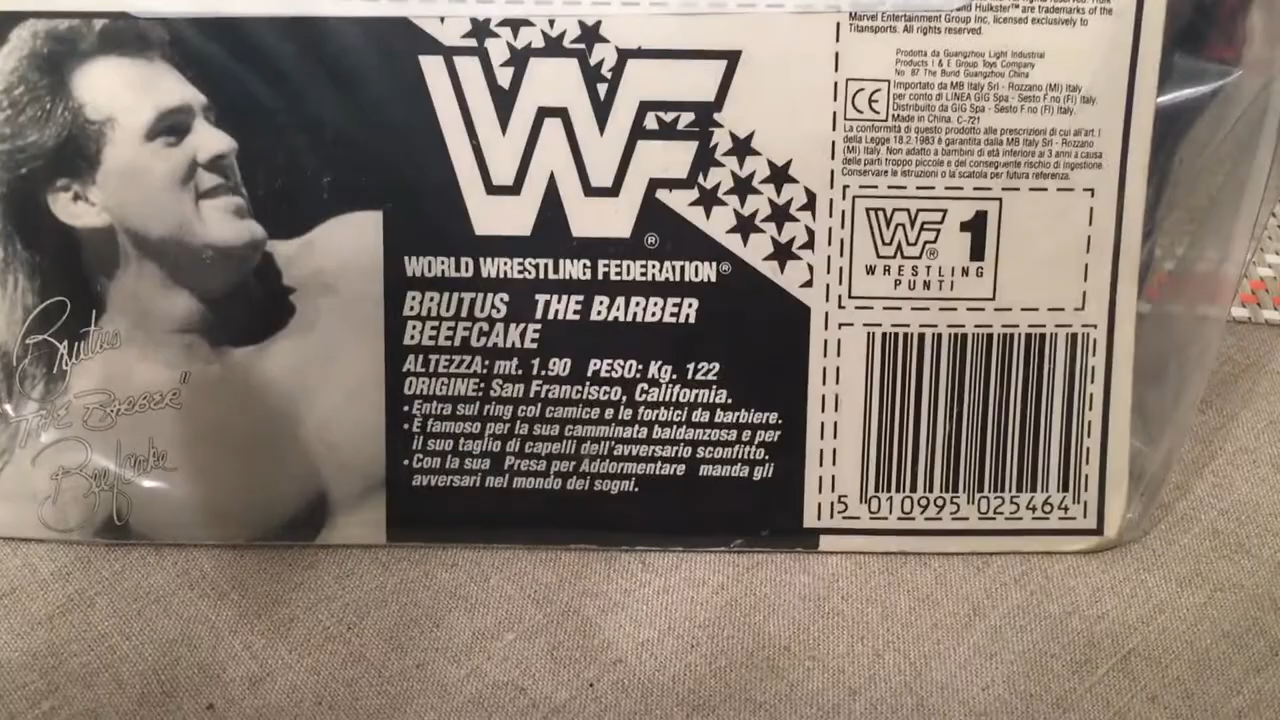 Brutus
"THE BARBER"
Beefcake
WF
®
WORLD WRESTLING FEDERATION®
BRUTUS THE BARBER
BEEFCAKE
ALTEZZA: mt. 1.90 PESO: Kg. 122
ORIGINE: San Francisco, California.
• Entra sul ring col camice e le forbici da barbiere.
• È famoso per la sua camminata baldanzosa e per
il suo taglio di capelli dell'avversario sconfitto.
• Con la sua Presa per Addormentare manda gli
avversari nel mondo dei sogni.
and Hulkster™ are trademarks of the
Marvel Entertainment Group Inc, licensed exclusively to
Titansports. All rights reserved.
Prodotta da Guangzhou Light Industrial
Products I & E Group Toys Company
No 87 The Bund Guangzhou China
CE
Importato da MB Italy Srl - Rozzano (MI) Italy
per conto di LINEA GIG Spa - Sesto F.no (FI) Italy.
Distribuito da GIG Spa - Sesto F.no (FI) Italy.
Made in China. C-721
La conformità di questo prodotto alle prescrizioni di cui all'art. I
della Legge 18.2.1983 è garantita dalla MB Italy Srl - Rozzano
(MI) Italy. Non adatto a bambini di età inferiore ai 3 anni a causa
delle parti troppo piccole e del conseguente rischio di ingestione.
Conservare le istruzioni o la scatola per futura referenza.
WF® 1
WRESTLING
PUNTI
5 010995 025464